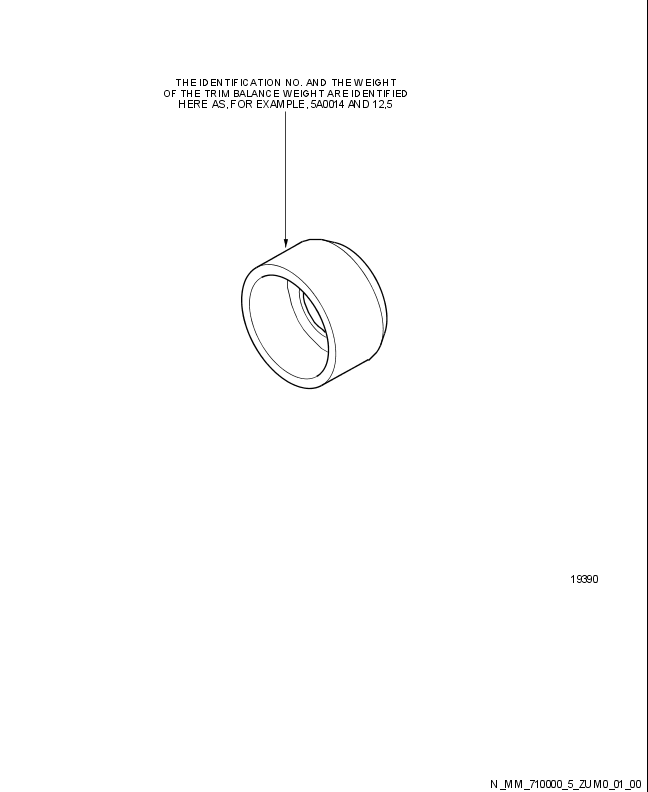 THE IDENTIFICATION NO. AND THE WEIGHT
OF THE TRIM BALANCE WEIGHT ARE IDENTIFIED
HERE AS, FOR EXAMPLE, 5A0014 AND 12,5
19390
N_MM_710000_5_ZUM0_01_00